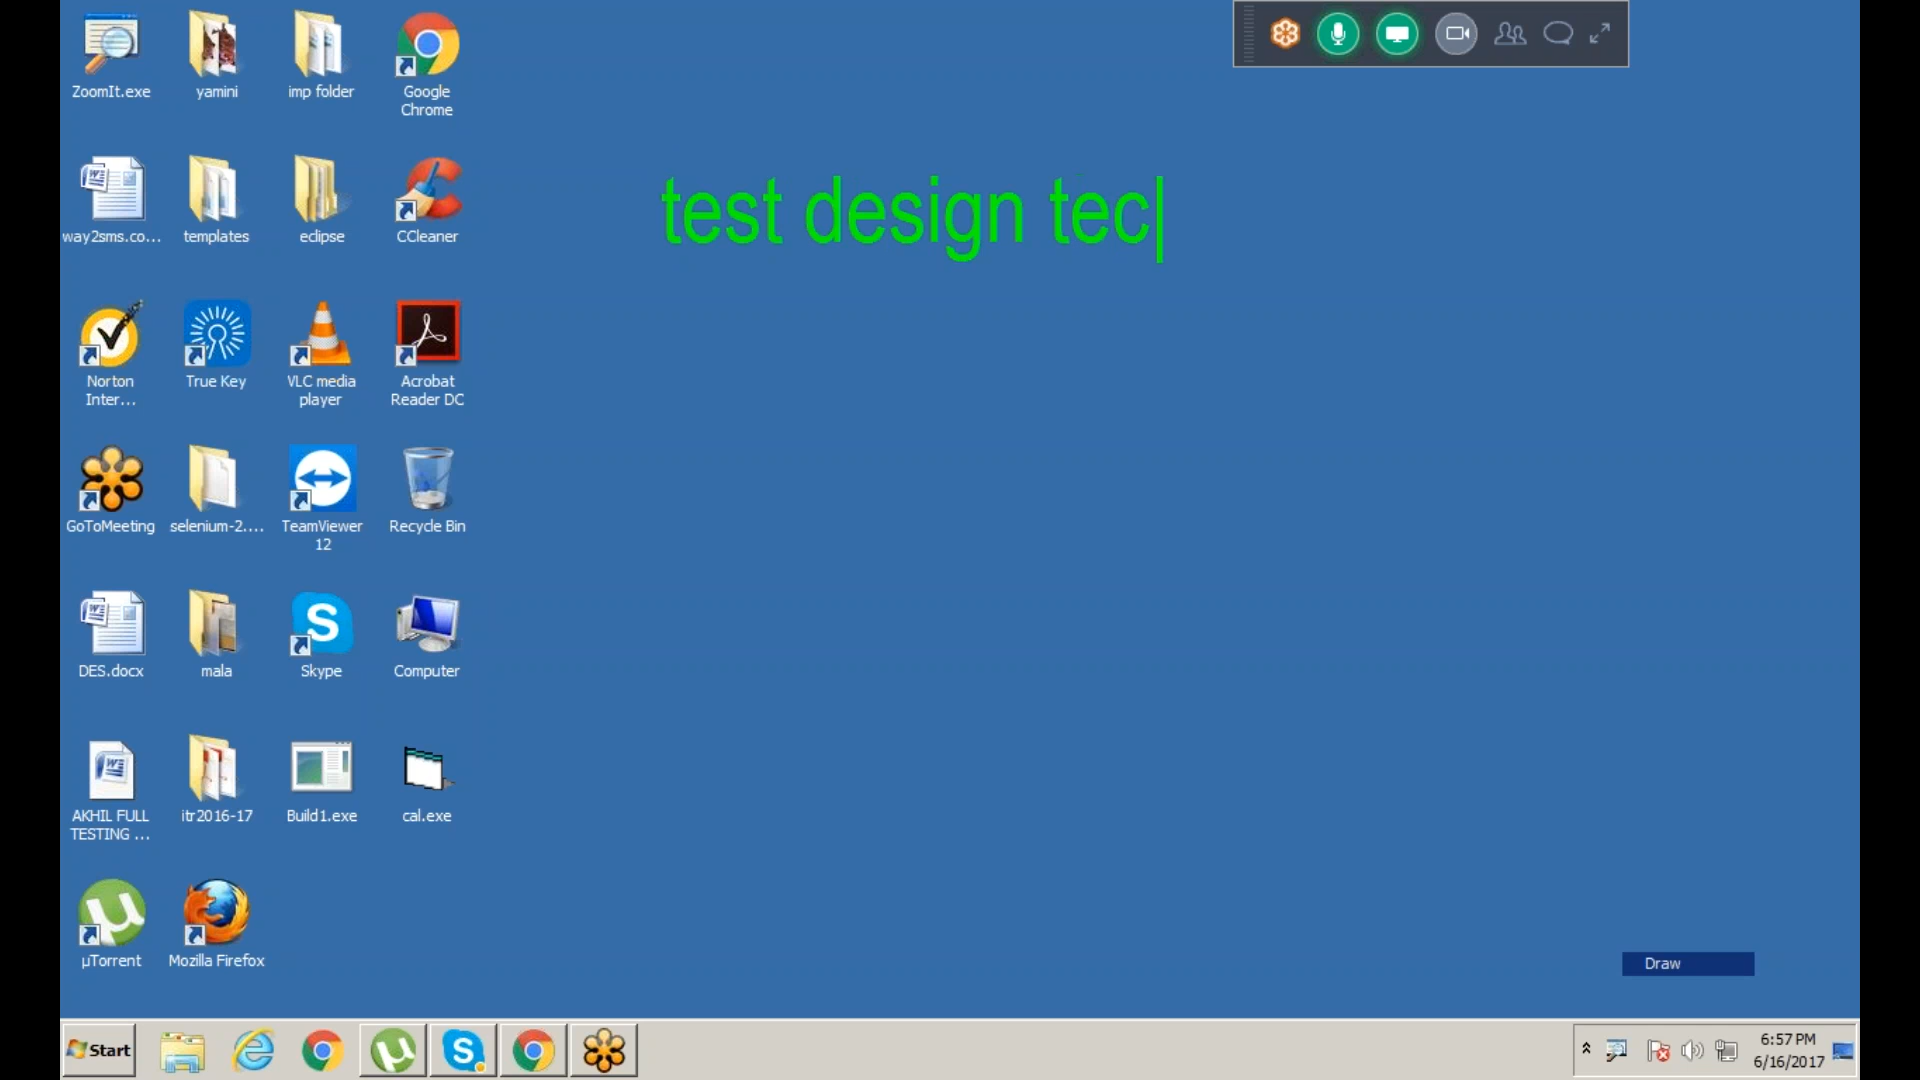 ZoomIt.exe
yamini
imp folder
Google
Chrome
test design tec
way2sms.co...
templates
eclipse
CCleaner
Norton
Inter...
True Key
VLC media
player
Acrobat
Reader DC
GoToMeeting
selenium-2....
TeamViewer
12
Recycle Bin
DES.docx
mala
Skype
Computer
AKHIL FULL
TESTING ...
itr2016-17
Build1.exe
cal.exe
µTorrent
Mozilla Firefox
Draw
Start
6:57 PM
6/16/2017